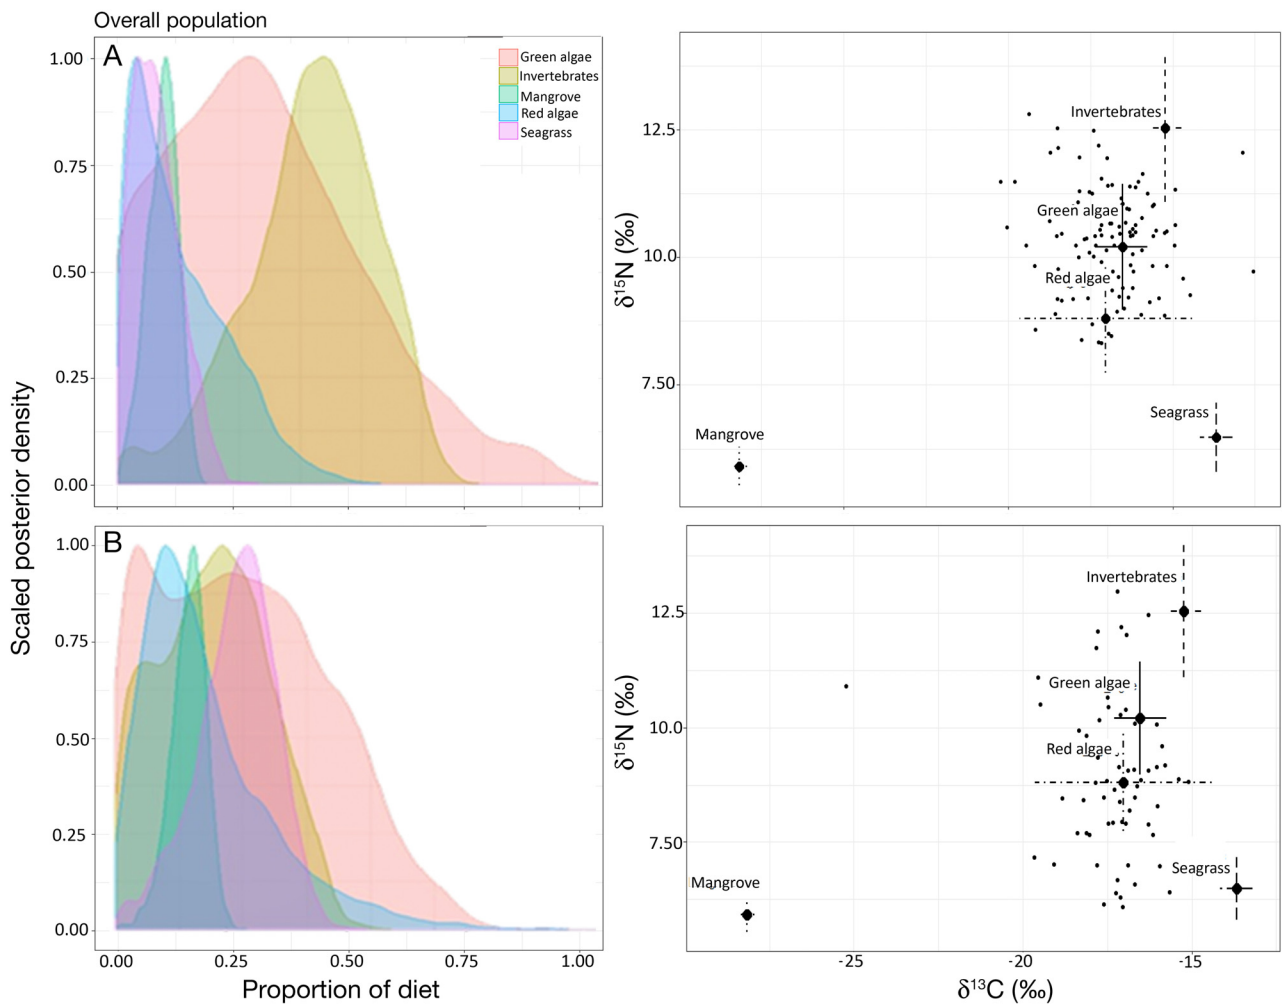 Overall population
A
1.00
0.75
0.50
0.25
0.00
Green algae
Invertebrates
Mangrove
Red algae
Seagrass
δ15N (‰)
12.5
10.0
7.50
Invertebrates
Green algae
Red algae
Seagrass
Mangrove
Scaled posterior density
B
1.00
0.75
0.50
0.25
0.00
0.00 0.25 0.50 0.75 1.00
Proportion of diet
δ15N (‰)
12.5
10.0
7.50
Invertebrates
Green algae
Red algae
Seagrass
Mangrove
-25 -20 -15
δ13C (‰)